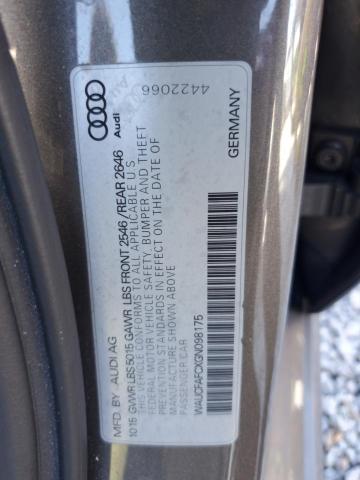 Audi
4422066
GERMANY
MFD. BY AUDI AG
10.15 GVWR LBS 5015 GAWR LBS FRONT 2546 /REAR 2646
THIS VEHICLE CONFORMS TO ALL APPLICABLE U S
FEDERAL MOTOR VEHICLE SAFETY, BUMPER AND THEFT
PREVENTION STANDARDS IN EFFECT ON THE DATE OF
MANUFACTURE SHOWN ABOVE.
PASSENGER CAR
WAUCFAFCXGN098175